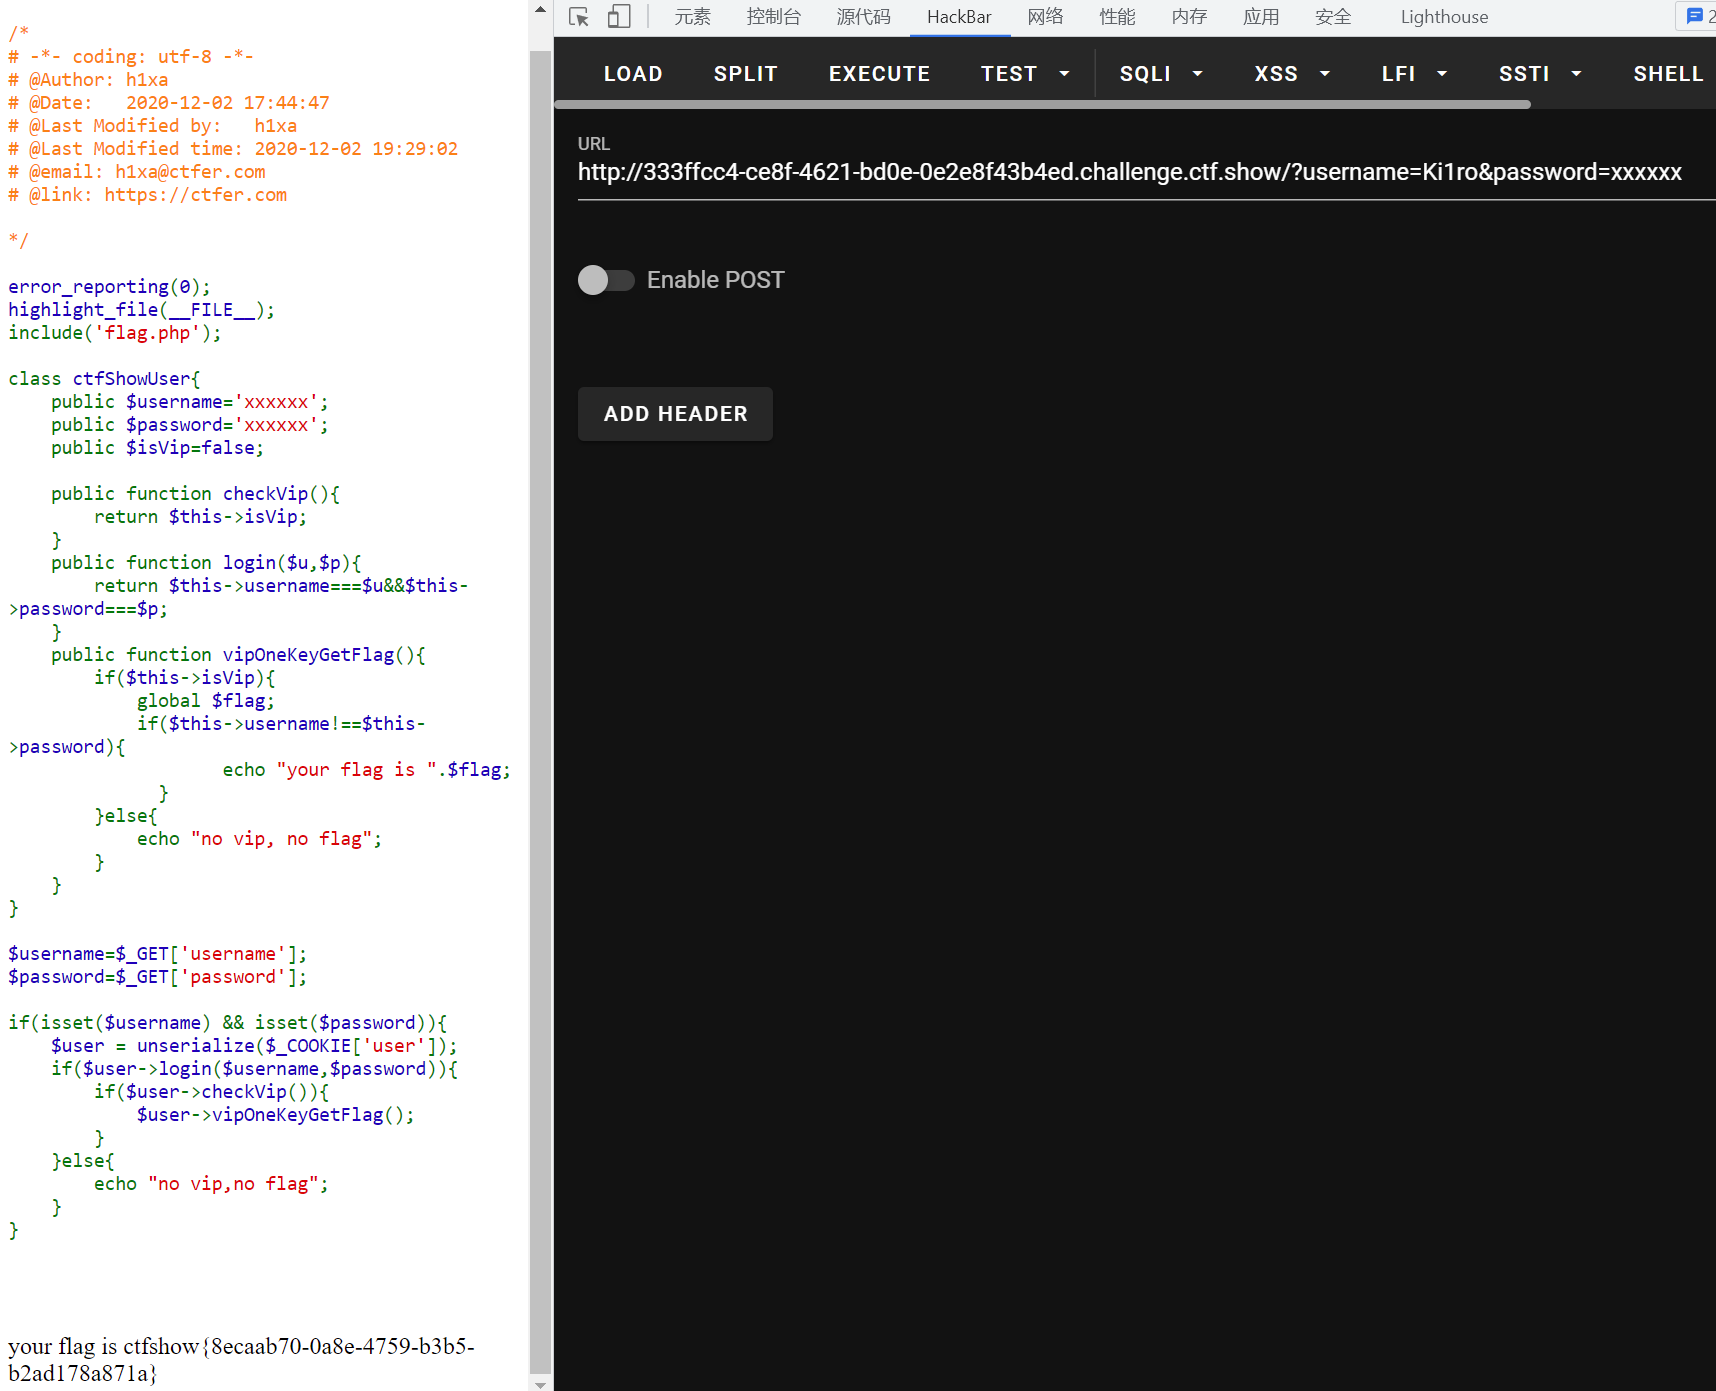 /*
# -*- coding: utf-8 -*-
# @Author: h1xa
# @Date:   2020-12-02 17:44:47
# @Last Modified by:   h1xa
# @Last Modified time: 2020-12-02 19:29:02
# @email: h1xa@ctfer.com
# @link: https://ctfer.com

*/

error_reporting(0);
highlight_file(__FILE__);
include('flag.php');

class ctfShowUser{
    public $username='xxxxxx';
    public $password='xxxxxx';
    public $isVip=false;

    public function checkVip(){
        return $this->isVip;
    }
    public function login($u,$p){
        return $this->username===$u&&$this-
>password===$p;
    }
    public function vipOneKeyGetFlag(){
        if($this->isVip){
            global $flag;
            if($this->username!==$this-
>password){
                    echo "your flag is ".$flag;
              }
        }else{
            echo "no vip, no flag";
        }
    }
}

$username=$_GET['username'];
$password=$_GET['password'];

if(isset($username) && isset($password)){
    $user = unserialize($_COOKIE['user']);
    if($user->login($username,$password)){
        if($user->checkVip()){
            $user->vipOneKeyGetFlag();
        }
    }else{
        echo "no vip,no flag";
    }
}

your flag is ctfshow{8ecaab70-0a8e-4759-b3b5-
b2ad178a871a}
元素 控制台 源代码 HackBar 网络 性能 内存 应用 安全 Lighthouse 2
LOAD SPLIT EXECUTE TEST SQLI XSS LFI SSTI SHELL
URL
http://333ffcc4-ce8f-4621-bd0e-0e2e8f43b4ed.challenge.ctf.show/?username=Ki1ro&password=xxxxxx
Enable POST
ADD HEADER